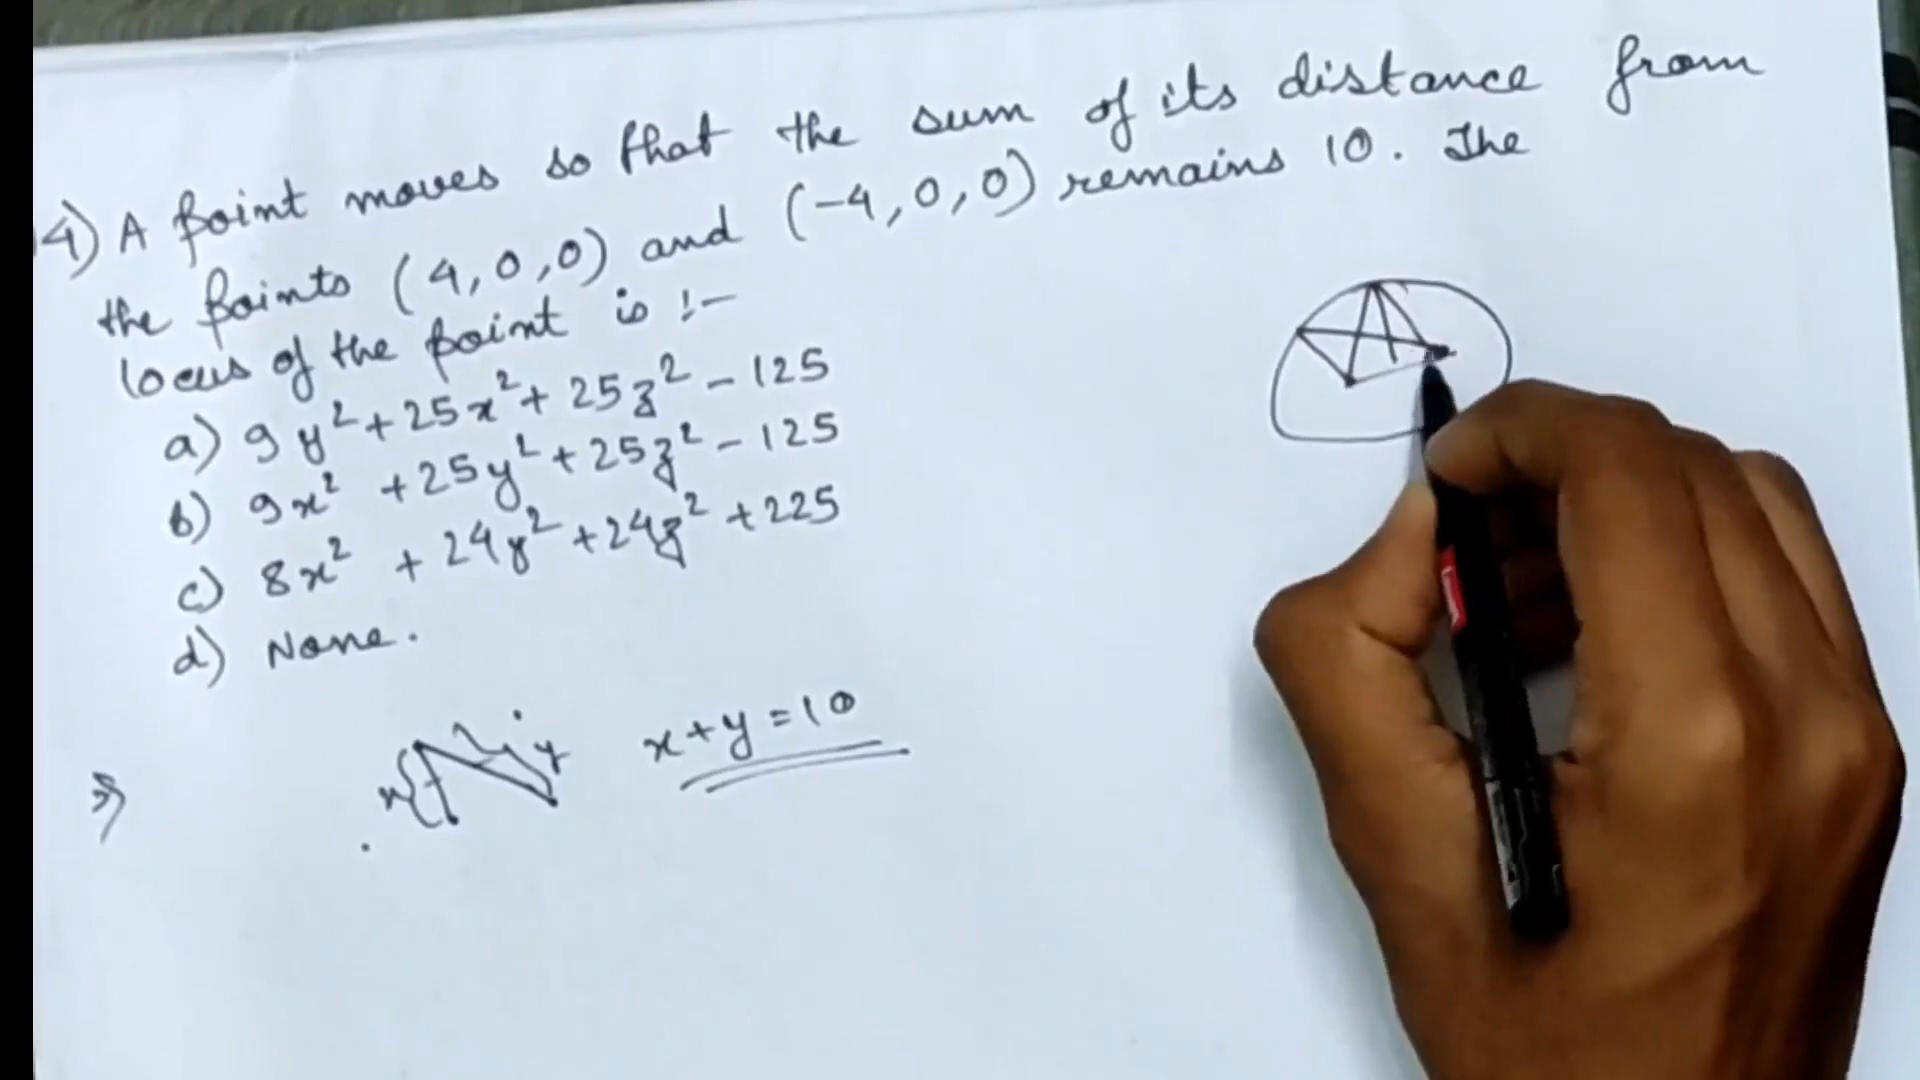 4) A point moves so that the sum of its distance from
the points (4,0,0) and (-4,0,0) remains 10. The
locus of the point is :-
a) 9y² + 25x² + 25z² - 125
b) 9x² + 25y² + 25z² - 125
c) 8x² + 24y² + 24z² + 225
d) None.
⇒ x y x+y=10